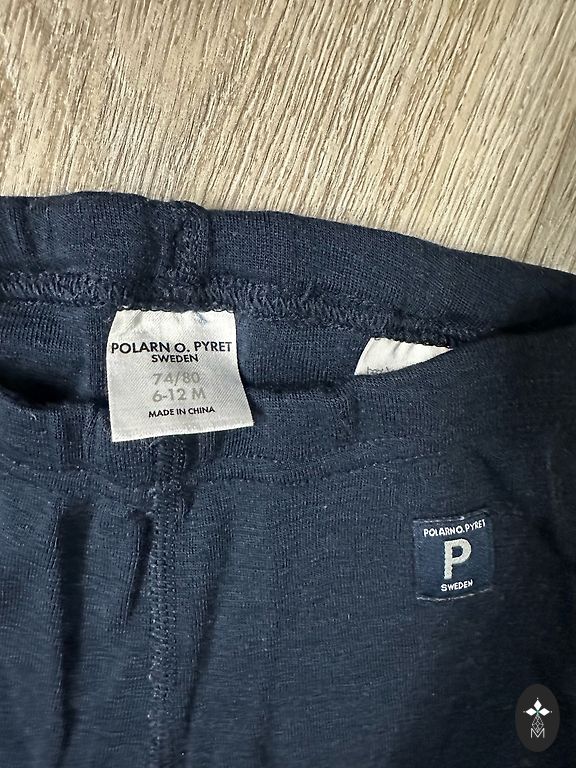 POLARN O. PYRET
SWEDEN
74/80
6-12 M
MADE IN CHINA
POLARN O. PYRET
P
SWEDEN
M